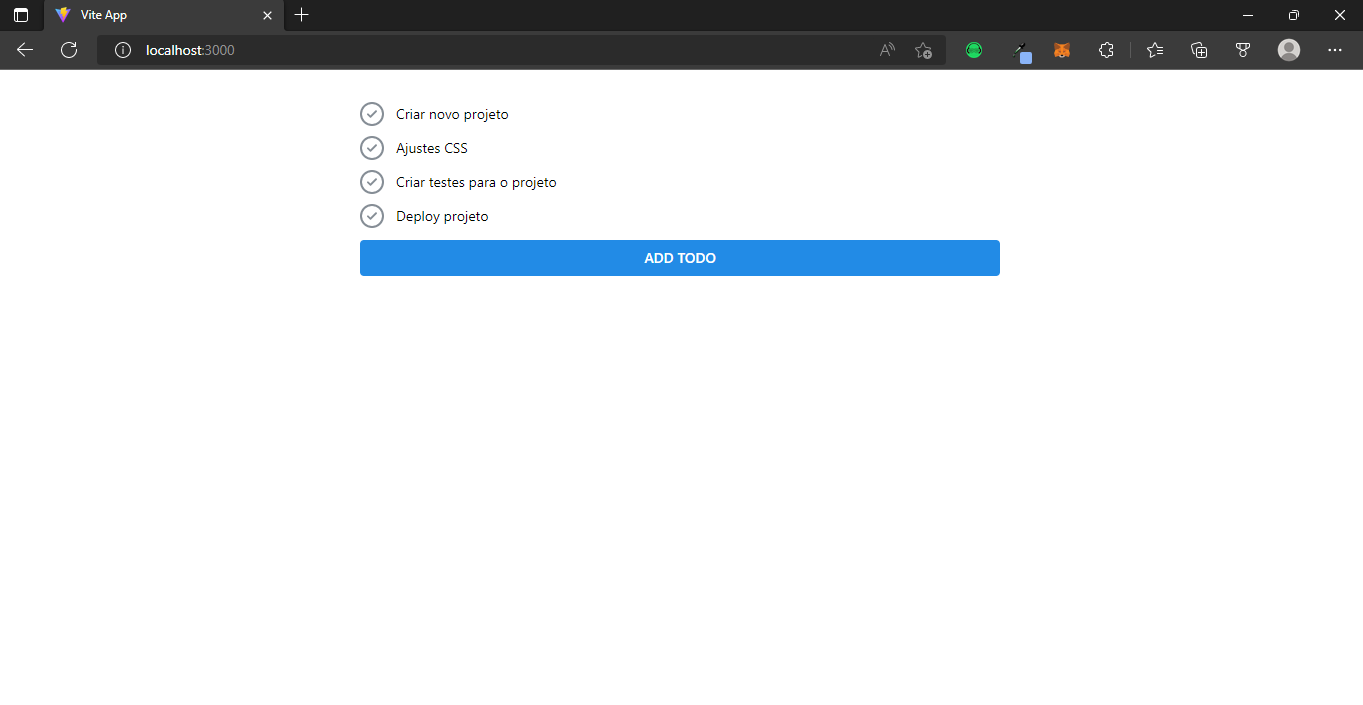 Vite App
localhost:3000
Criar novo projeto
Ajustes CSS
Criar testes para o projeto
Deploy projeto
ADD TODO